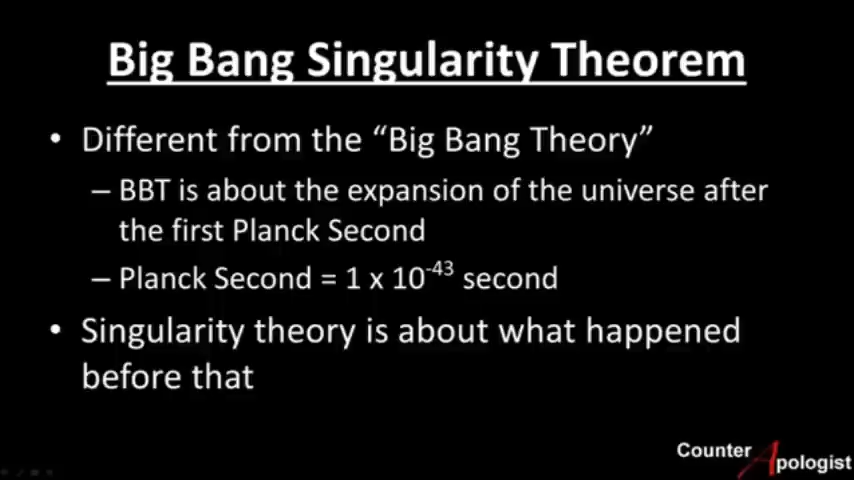 Big Bang Singularity Theorem
• Different from the “Big Bang Theory”
– BBT is about the expansion of the universe after
the first Planck Second
– Planck Second = 1 x 10⁻⁴³ second
• Singularity theory is about what happened
before that
Counter Apologist